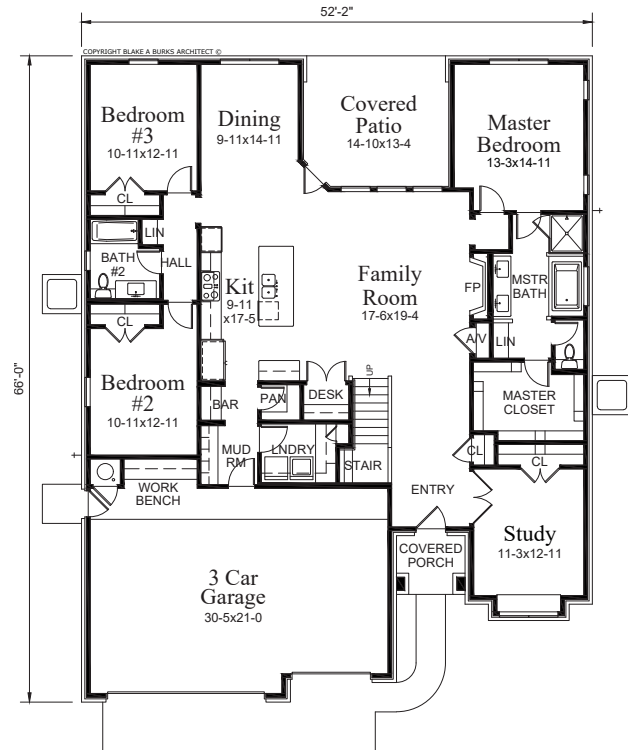 52'-2"
COPYRIGHT BLAKE A BURKS ARCHITECT ©
66'-0"
Bedroom
#3
10-11x12-11
Dining
9-11x14-11
Covered
Patio
14-10x13-4
Master
Bedroom
13-3x14-11
CL
LIN
BATH
#2
HALL
Kit
9-11
x17-5
Family
Room
17-6x19-4
FP
MSTR
BATH
A/V
LIN
CL
Bedroom
#2
10-11x12-11
BAR
PAN
DESK
UP
MASTER
CLOSET
MUD
RM
LNDRY
STAIR
CL
CL
WORK
BENCH
ENTRY
Study
11-3x12-11
COVERED
PORCH
3 Car
Garage
30-5x21-0